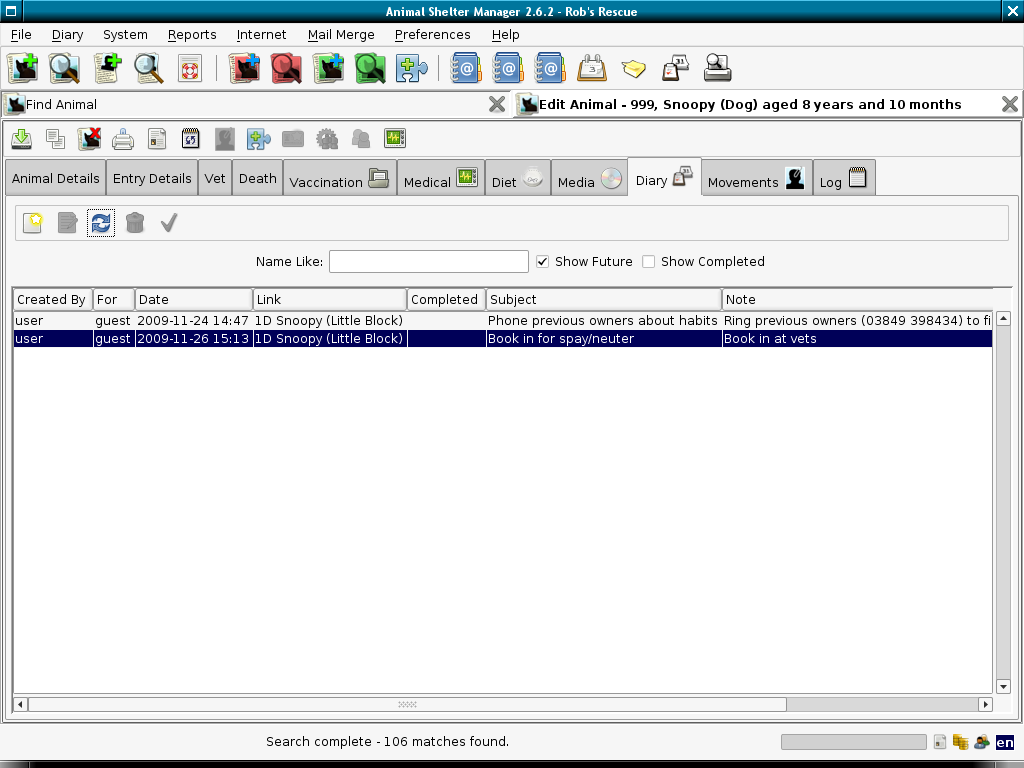 Animal Shelter Manager 2.6.2 - Rob's Rescue
File Diary System Reports Internet Mail Merge Preferences Help
Find Animal Edit Animal - 999, Snoopy (Dog) aged 8 years and 10 months
Animal Details Entry Details Vet Death Vaccination Medical Diet Media Diary Movements Log
Name Like: Show Future Show Completed
Created By For Date Link Completed Subject Note
user guest 2009-11-24 14:47 1D Snoopy (Little Block) Phone previous owners about habits Ring previous owners (03849 398434) to fi
user guest 2009-11-26 15:13 1D Snoopy (Little Block) Book in for spay/neuter Book in at vets
Search complete - 106 matches found.
en